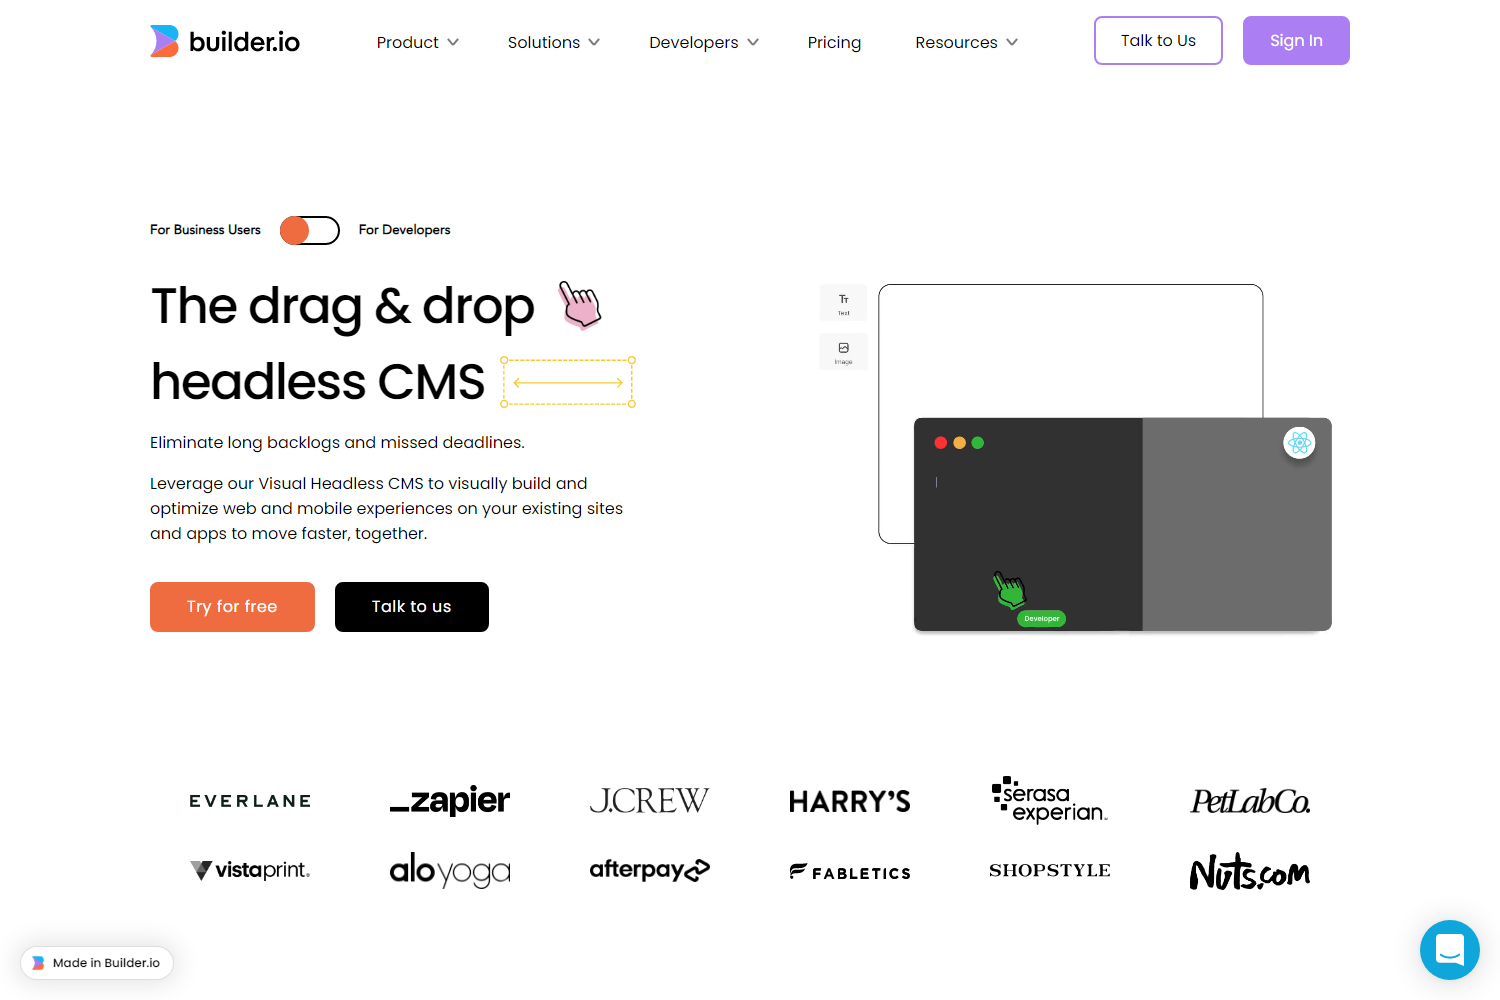 builder.io
Product
Solutions
Developers
Pricing
Resources
Talk to Us
Sign In
For Business Users
For Developers
The drag & drop
headless CMS
Eliminate long backlogs and missed deadlines.
Leverage our Visual Headless CMS to visually build and
optimize web and mobile experiences on your existing sites
and apps to move faster, together.
Try for free
Talk to us
Tт
Text
Image
Developer
EVERLANE
_zapier
J.CREW
HARRY'S
serasa
experian™
PetLabCo.
vistaprint®
aloyoga
afterpay
FABLETICS
SHOPSTYLE
Nuts.com
Made in Builder.io